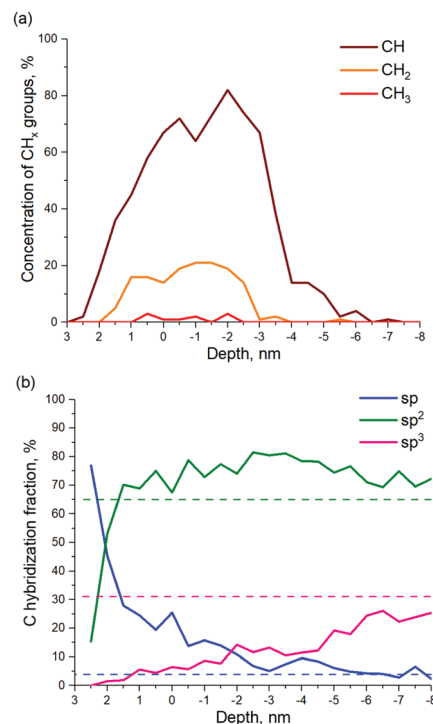 (a)
CH
CH2
CH3
Concentration of CHx groups, %
100
80
60
40
20
0
3 2 1 0 -1 -2 -3 -4 -5 -6 -7 -8
Depth, nm
(b)
sp
sp2
sp3
C hybridization fraction, %
100
90
80
70
60
50
40
30
20
10
0
3 2 1 0 -1 -2 -3 -4 -5 -6 -7 -8
Depth, nm